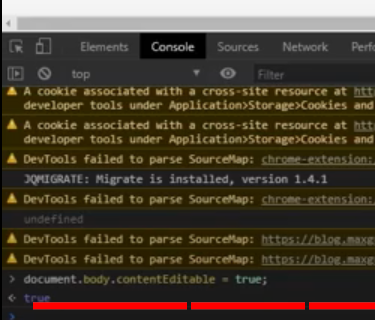 Elements Console Sources Network Perfo
top Filter
A cookie associated with a cross-site resource at htt
developer tools under Application>Storage>Cookies and
A cookie associated with a cross-site resource at htt
developer tools under Application>Storage>Cookies and
DevTools failed to parse SourceMap: chrome-extension:
JQMIGRATE: Migrate is installed, version 1.4.1
DevTools failed to parse SourceMap: chrome-extension:
undefined
DevTools failed to parse SourceMap: https://blog.maxg
DevTools failed to parse SourceMap: https://blog.maxg
> document.body.contentEditable = true;
< true
>